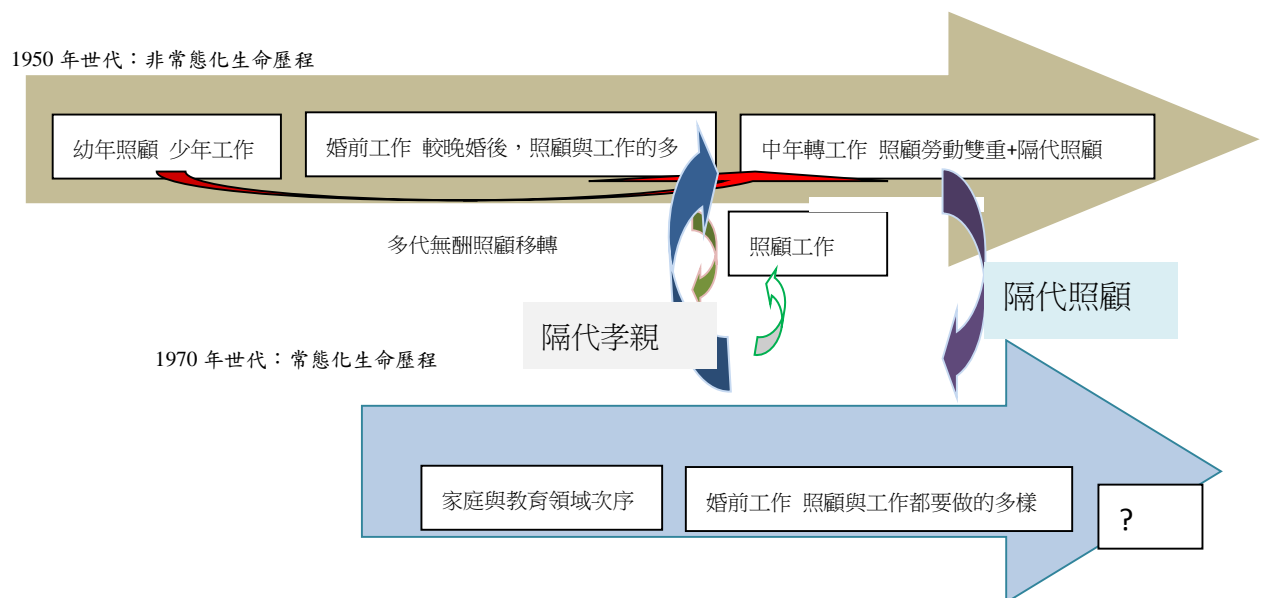 1950 年世代：非常態化生命歷程
幼年照顧 少年工作
婚前工作 較晚婚後，照顧與工作的多
中年轉工作 照顧勞動雙重+隔代照顧
多代無酬照顧移轉
照顧工作
隔代孝親
隔代照顧
1970 年世代：常態化生命歷程
家庭與教育領域次序
婚前工作 照顧與工作都要做的多樣
?